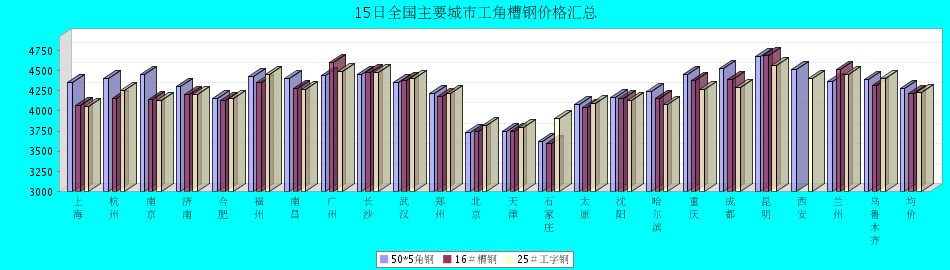 15日全国主要城市工角槽钢价格汇总
4750
4500
4250
4000
3750
3500
3250
3000
上海
杭州
南京
济南
合肥
福州
南昌
广州
长沙
武汉
郑州
北京
天津
石家庄
太原
沈阳
哈尔滨
重庆
成都
昆明
西安
兰州
乌鲁木齐
均价
50*5角钢
16#槽钢
25#工字钢